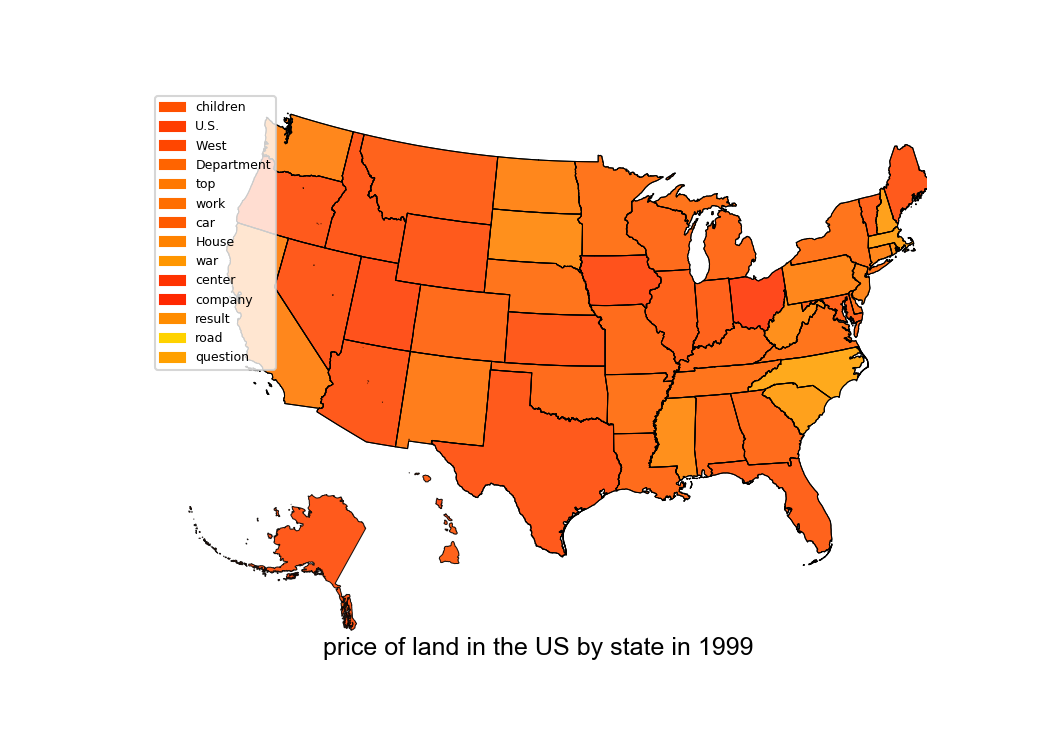 children
U.S.
West
Department
top
work
car
House
war
center
company
result
road
question
price of land in the US by state in 1999